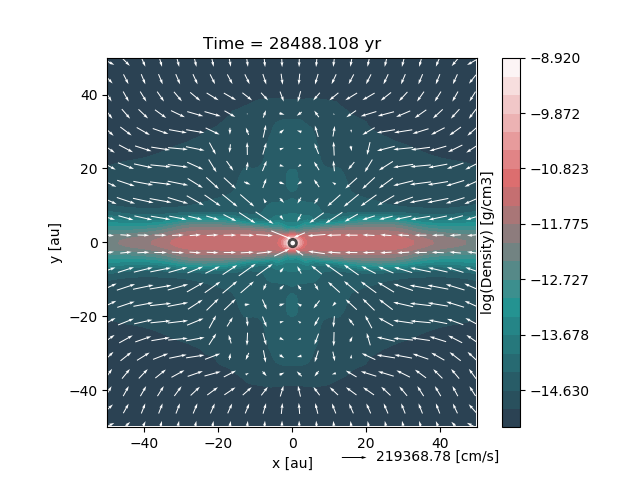 Time = 28488.108 yr
−8.920
−9.872
−10.823
−11.775
−12.727
−13.678
−14.630
log(Density) [g/cm3]
40
20
0
−20
−40
y [au]
−40 −20 0 20 40
x [au]
219368.78 [cm/s]